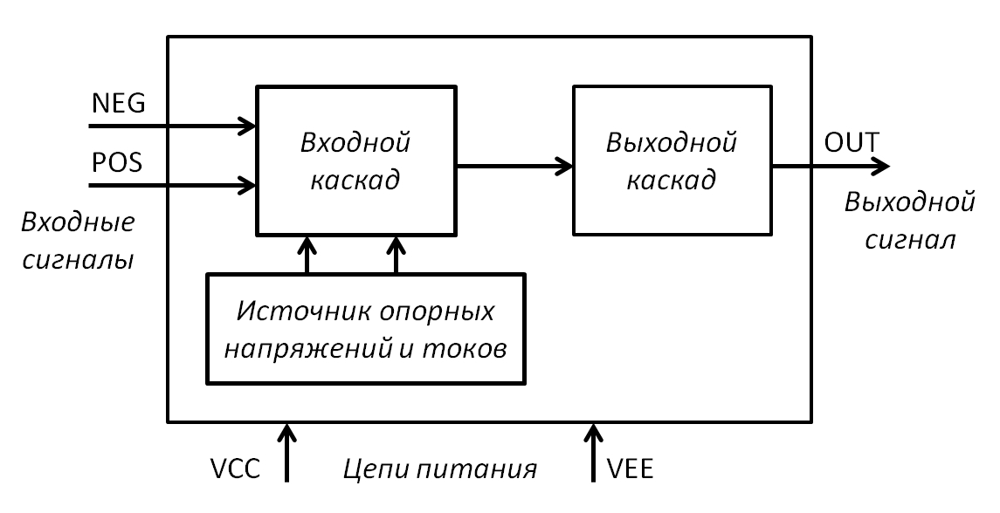 NEG
POS
Входные
сигналы
Входной
каскад
Выходной
каскад
OUT
Выходной
сигнал
Источник опорных
напряжений и токов
VCC
Цепи питания
VEE